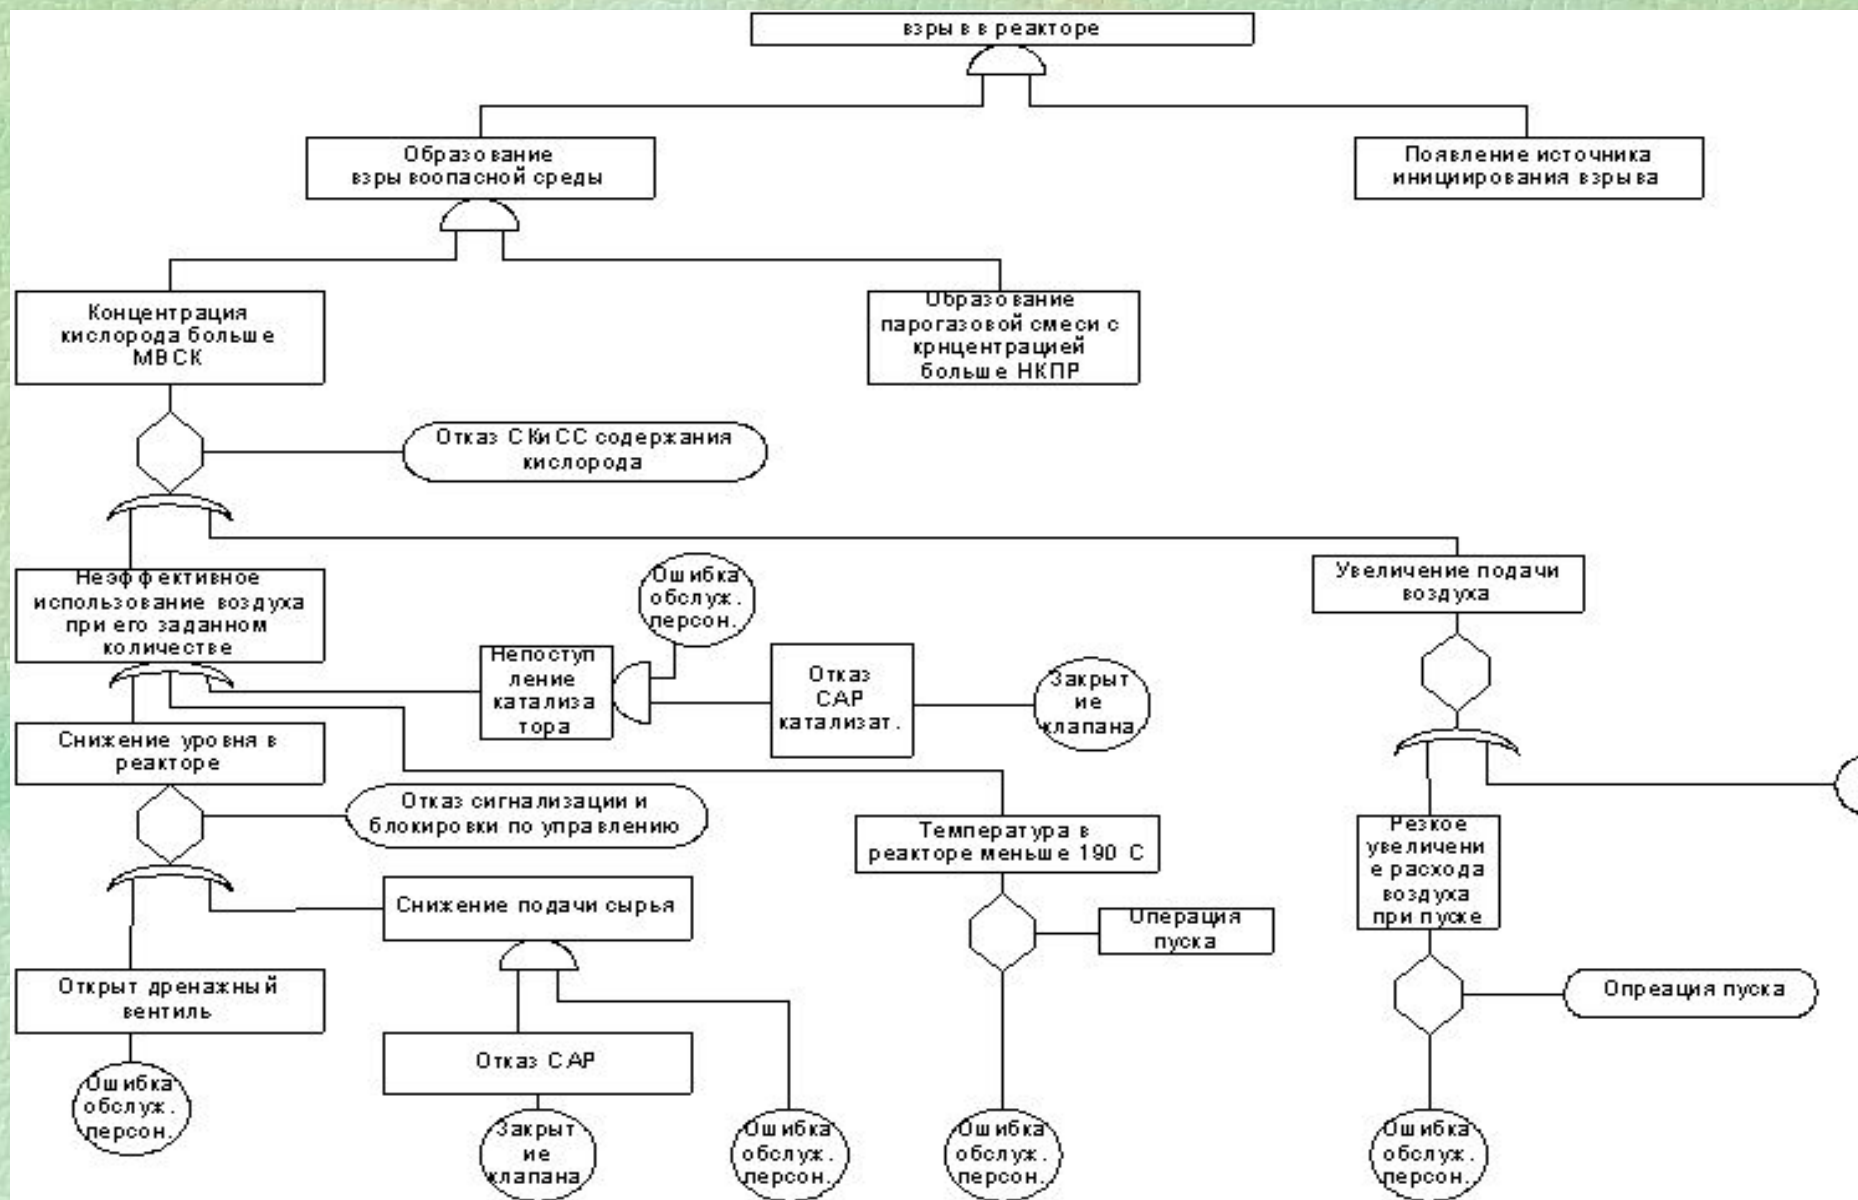 взрыв в реакторе
Образование
взрывоопасной среды
Появление источника
инициирования взрыва
Концентрация
кислорода больше
МВСК
Образование
парогазовой смеси с
крнцентрацией
больше НКПР
Отказ СКиСС содержания
кислорода
Неэффективное
использование воздуха
при его заданном
количестве
Ошибка
обслуж.
персон.
Увеличение подачи
воздуха
Непоступ
ление
катализа
тора
Отказ
САР
катализат.
Закрыт
ие
клапана
Снижение уровня в
реакторе
Отказ сигнализации и
блокировки по управлению
Температура в
реакторе меньше 190 С
Резкое
увеличени
е расхода
воздуха
при пуске
Снижение подачи сырья
Операция
пуска
Открыт дренажный
вентиль
Опреация пуска
Отказ САР
Ошибка
обслуж.
персон.
Закрыт
ие
клапана
Ошибка
обслуж.
персон.
Ошибка
обслуж.
персон.
Ошибка
обслуж.
персон.